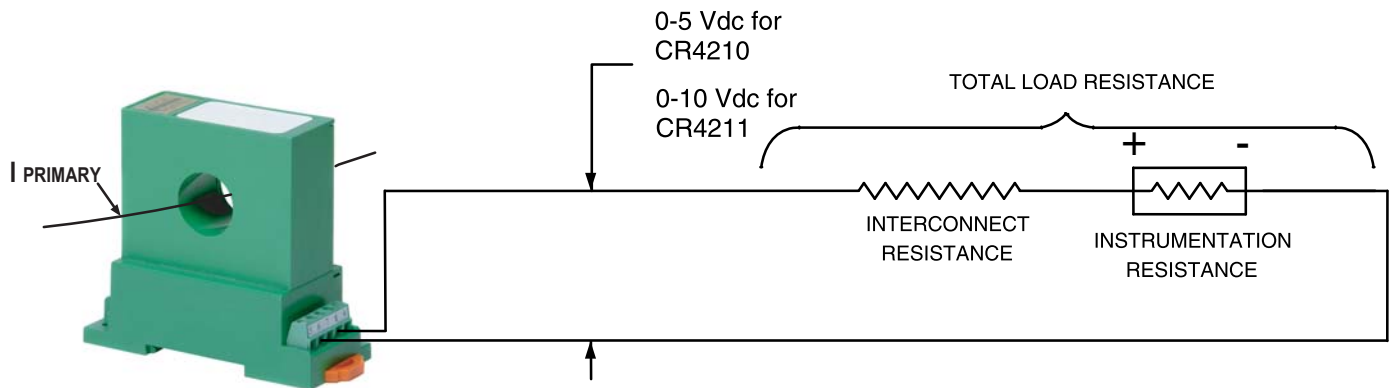 0-5 Vdc for
CR4210
0-10 Vdc for
CR4211
TOTAL LOAD RESISTANCE
+ -
I PRIMARY
INTERCONNECT
RESISTANCE
INSTRUMENTATION
RESISTANCE